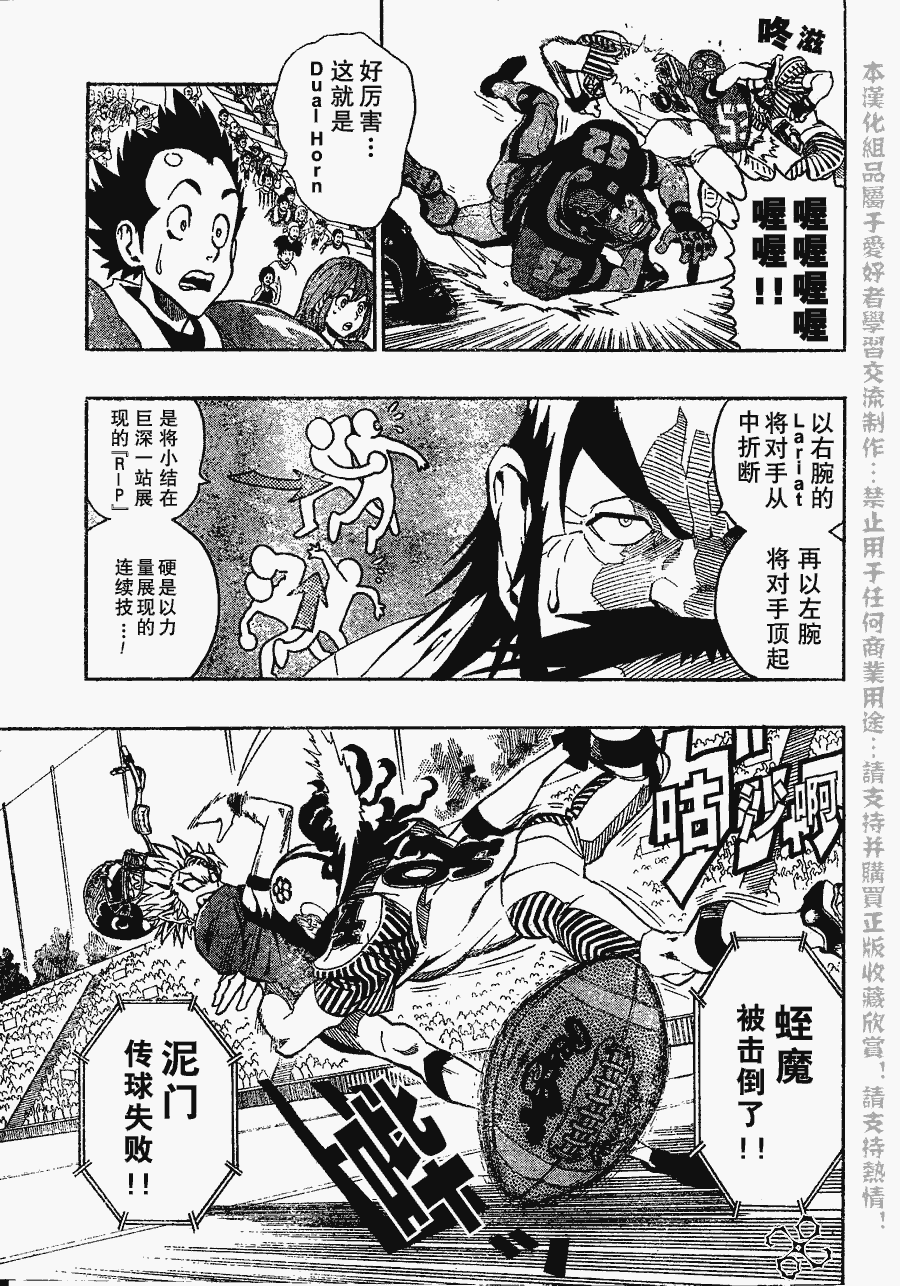 咚滋
喔喔喔喔
喔喔!!
好厉害…
这就是
Dual Horn
以右腕的
Lariat
将对手从
中折断
再以左腕
将对手顶起
是将小结在
巨深一站展
现的『RIP』
硬是以力
量展现的
连续技…!
咕
沙
啊
蛭魔
被击倒了!!
泥门
传球失败!!
本漢化組品屬于愛好者學習交流制作…禁止用于任何商業用途…請支持并購買正版收藏欣賞!請支持熱情!